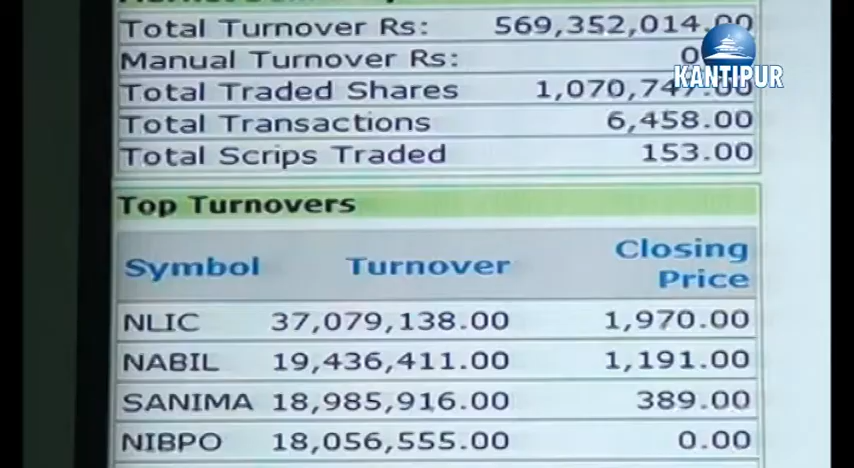 Total Turnover Rs: 569,352,014.00
Manual Turnover Rs:
KANTIPUR
Total Traded Shares
Total Transactions 6,458.00
Total Scrips Traded 153.00
Top Turnovers
Symbol Turnover Closing Price
NLIC 37,079,138.00 1,970.00
NABIL 19,436,411.00 1,191.00
SANIMA 18,985,916.00 389.00
NIBPO 18,056,555.00 0.00